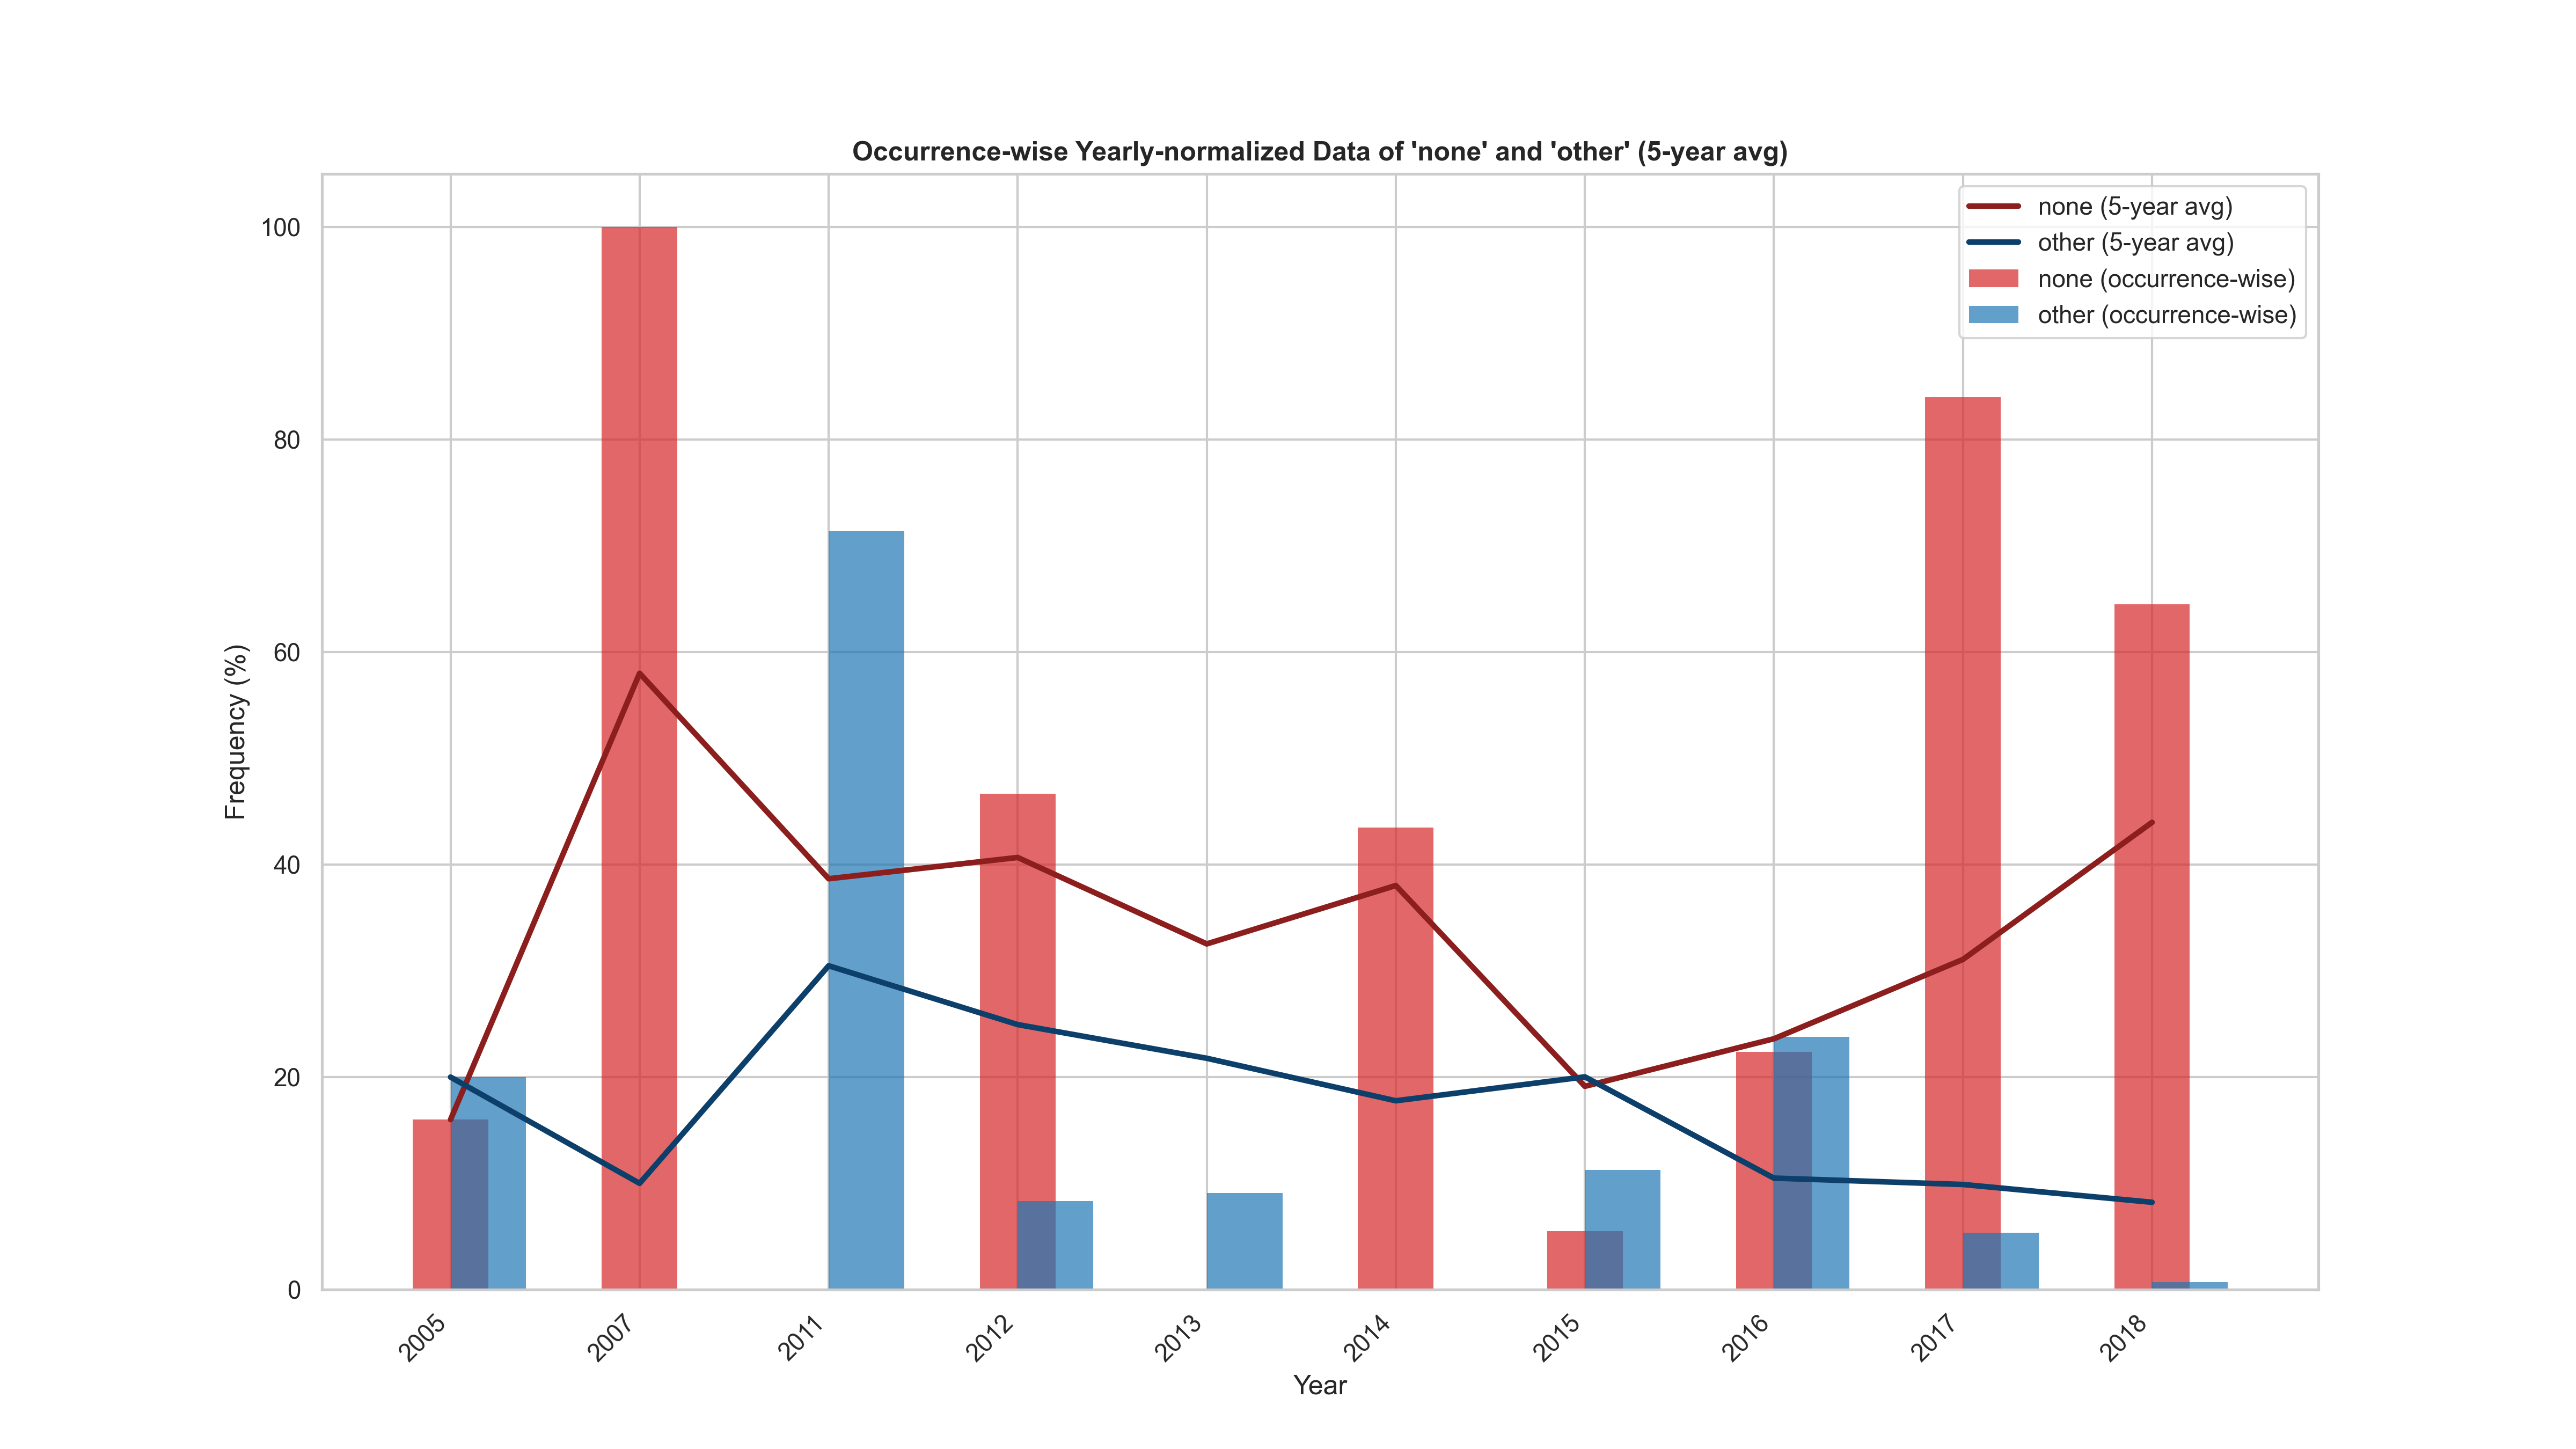 Occurrence-wise Yearly-normalized Data of 'none' and 'other' (5-year avg)
none (5-year avg)
other (5-year avg)
none (occurrence-wise)
other (occurrence-wise)
Frequency (%)
100
80
60
40
20
0
2005
2007
2011
2012
2013
2014
2015
2016
2017
2018
Year